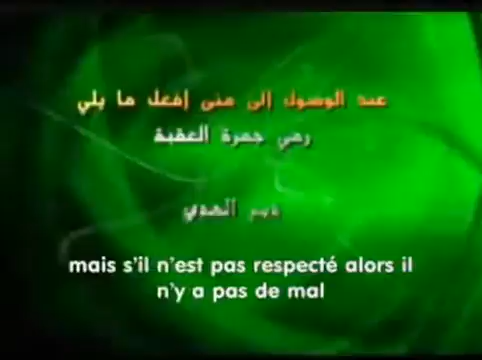 عند الوصول إلى منى إفعل ما يلي
رمي جمرة العقبة
ذبح الهدي
mais s'il n'est pas respecté alors il
n'y a pas de mal